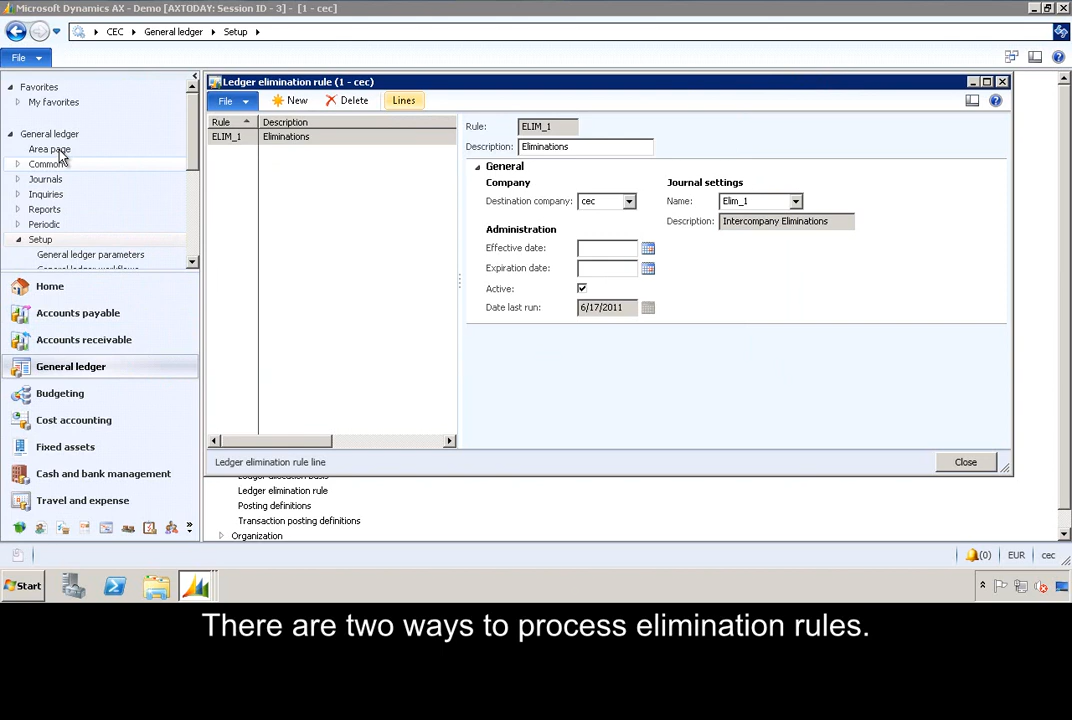 Microsoft Dynamics AX - Demo [AXTODAY: Session ID - 3] - [1 - cec]
CEC General ledger Setup
File
Favorites
My favorites
General ledger
Area page
Common
Journals
Inquiries
Reports
Periodic
Setup
General ledger parameters
General ledger workflows
Home
Accounts payable
Accounts receivable
General ledger
Budgeting
Cost accounting
Fixed assets
Cash and bank management
Travel and expense
Ledger elimination rule (1 - cec)
File New Delete Lines
Rule Description
ELIM_1 Eliminations
Rule: ELIM_1
Description: Eliminations
General
Company
Destination company: cec
Administration
Effective date:
Expiration date:
Active:
Date last run: 6/17/2011
Journal settings
Name: Elim_1
Description: Intercompany Eliminations
Ledger elimination rule line
Close
Ledger allocation basis
Ledger elimination rule
Posting definitions
Transaction posting definitions
Organization
(0) EUR cec
Start
There are two ways to process elimination rules.